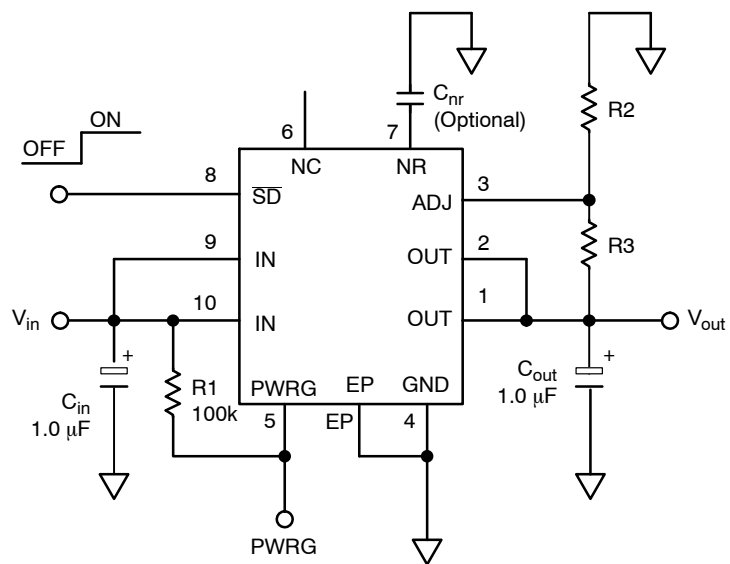 C_nr
(Optional)
R2
ON
OFF
6
7
NC
NR
8
SD
3
ADJ
9
IN
2
OUT
R3
V_in
10
IN
1
OUT
V_out
+
C_in
1.0 μF
R1
100k
PWRG
5
EP
EP
GND
4
+
C_out
1.0 μF
PWRG